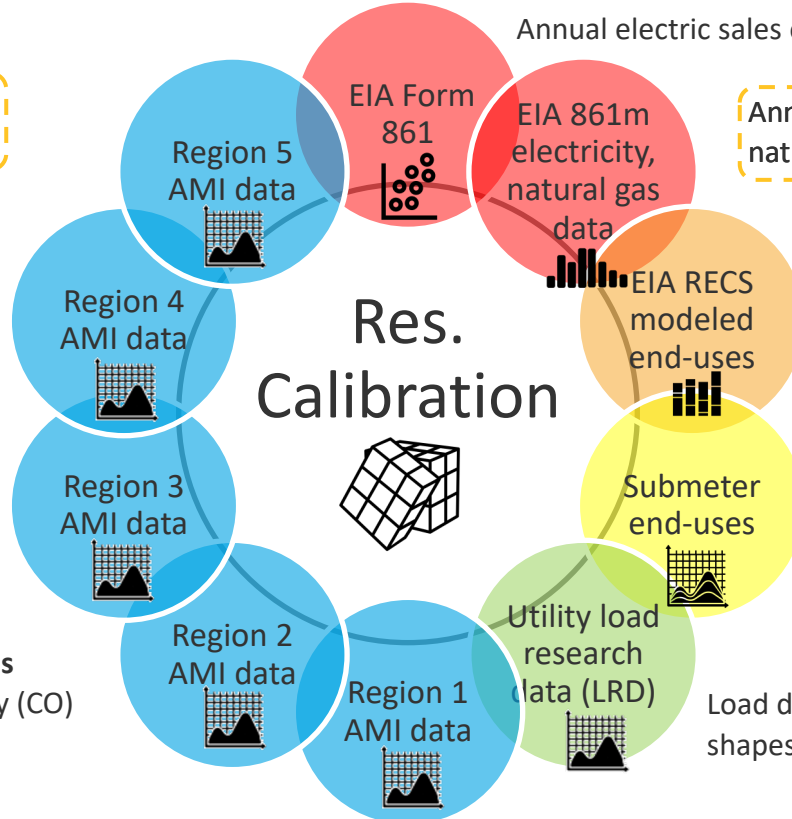 Annual electric sales
EIA Form
861
EIA 861m
electricity,
natural gas
data
Ann
nat
Region 5
AMI data
EIA RECS
modeled
end-uses
Region 4
AMI data
Res.
Calibration
Region 3
AMI data
Submeter
end-uses
Utility load
research
data (LRD)
Region 2
AMI data
s
y (CO)
Region 1
AMI data
Load d
shapes